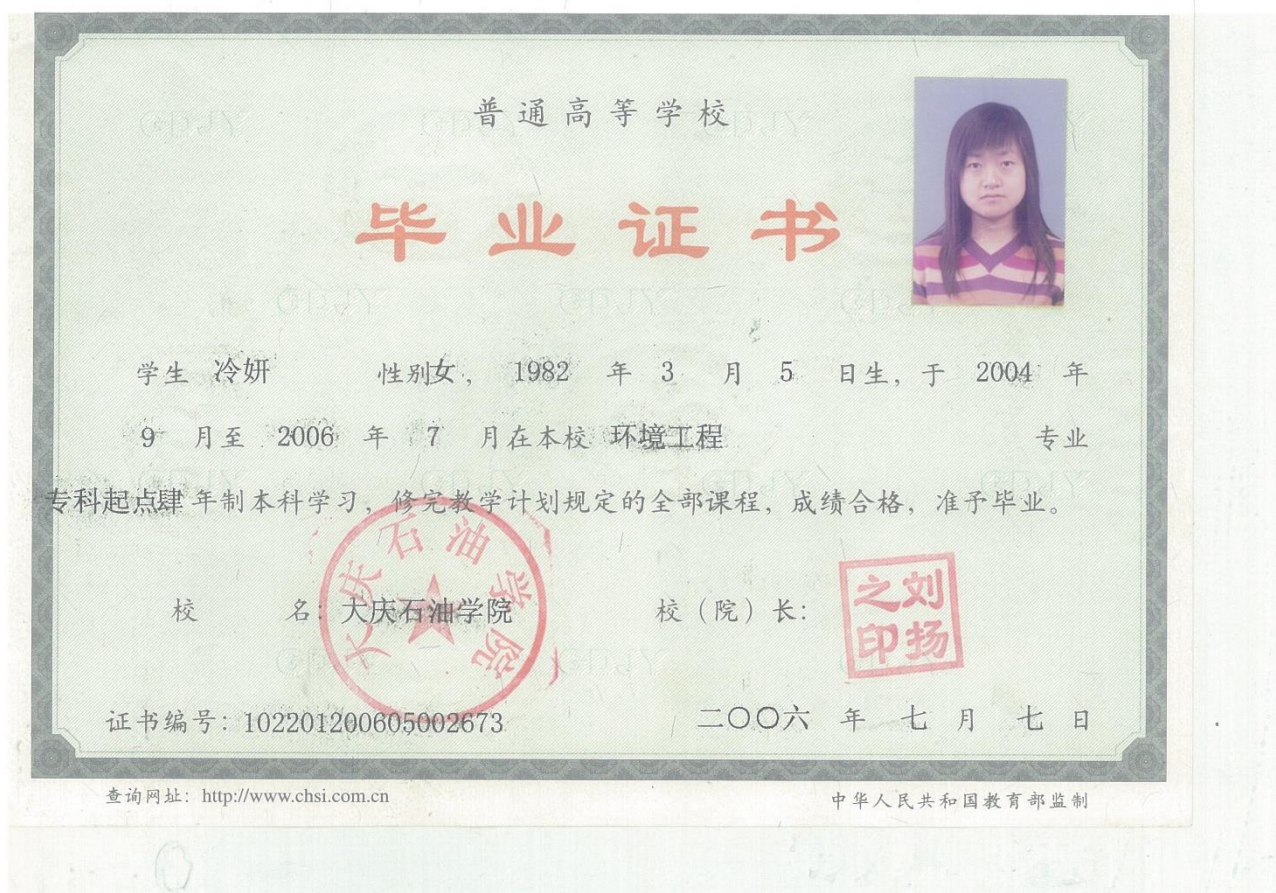 普通高等学校
毕业证书
学生 冷妍 性别女， 1982 年 3 月 5 日生，于 2004 年
9 月至 2006 年 7 月在本校 环境工程 专业
专科起点肆 年制本科学习，修完教学计划规定的全部课程，成绩合格，准予毕业。
大庆石油学院
校 名：大庆石油学院 校（院）长：
刘扬之印
证书编号：102201200605002673 二〇〇六 年 七 月 七 日
查询网址：http://www.chsi.com.cn 中华人民共和国教育部监制